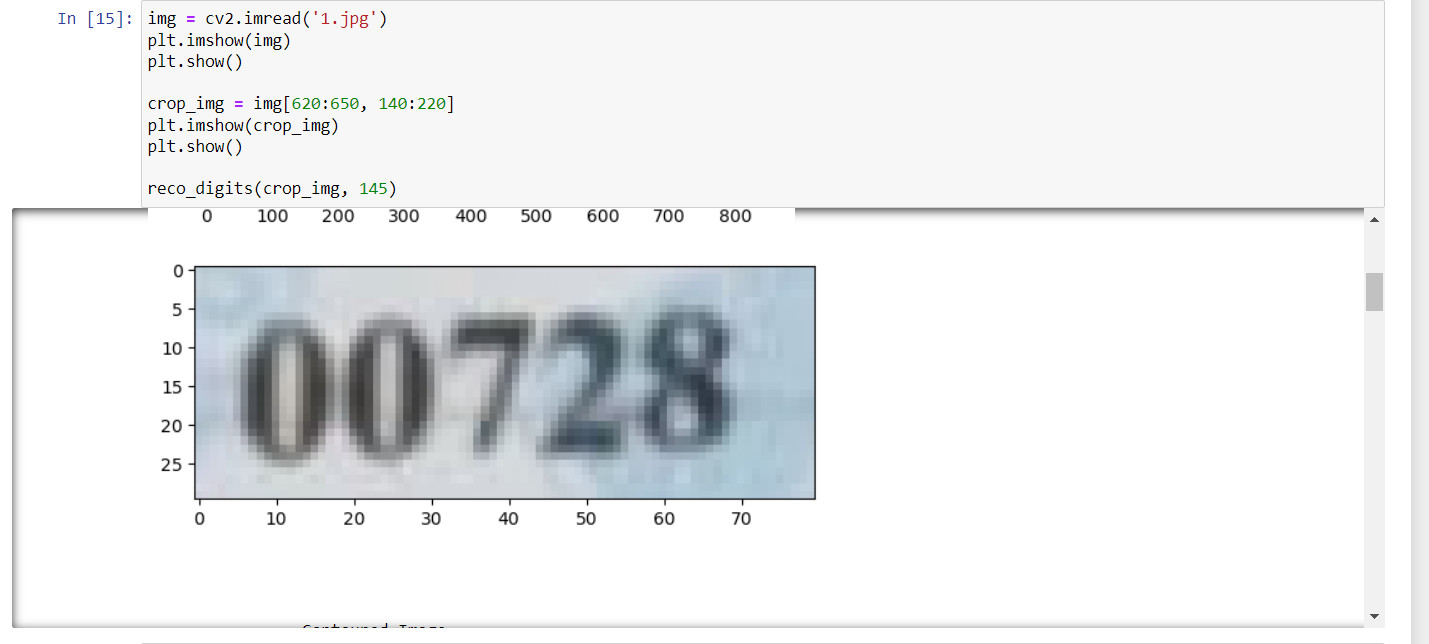 In [15]: img = cv2.imread('1.jpg')
plt.imshow(img)
plt.show()
crop_img = img[620:650, 140:220]
plt.imshow(crop_img)
plt.show()
reco_digits(crop_img, 145)
0 100 200 300 400 500 600 700 800
0
5
10
15
20
25
00728
0 10 20 30 40 50 60 70
Contoured Image